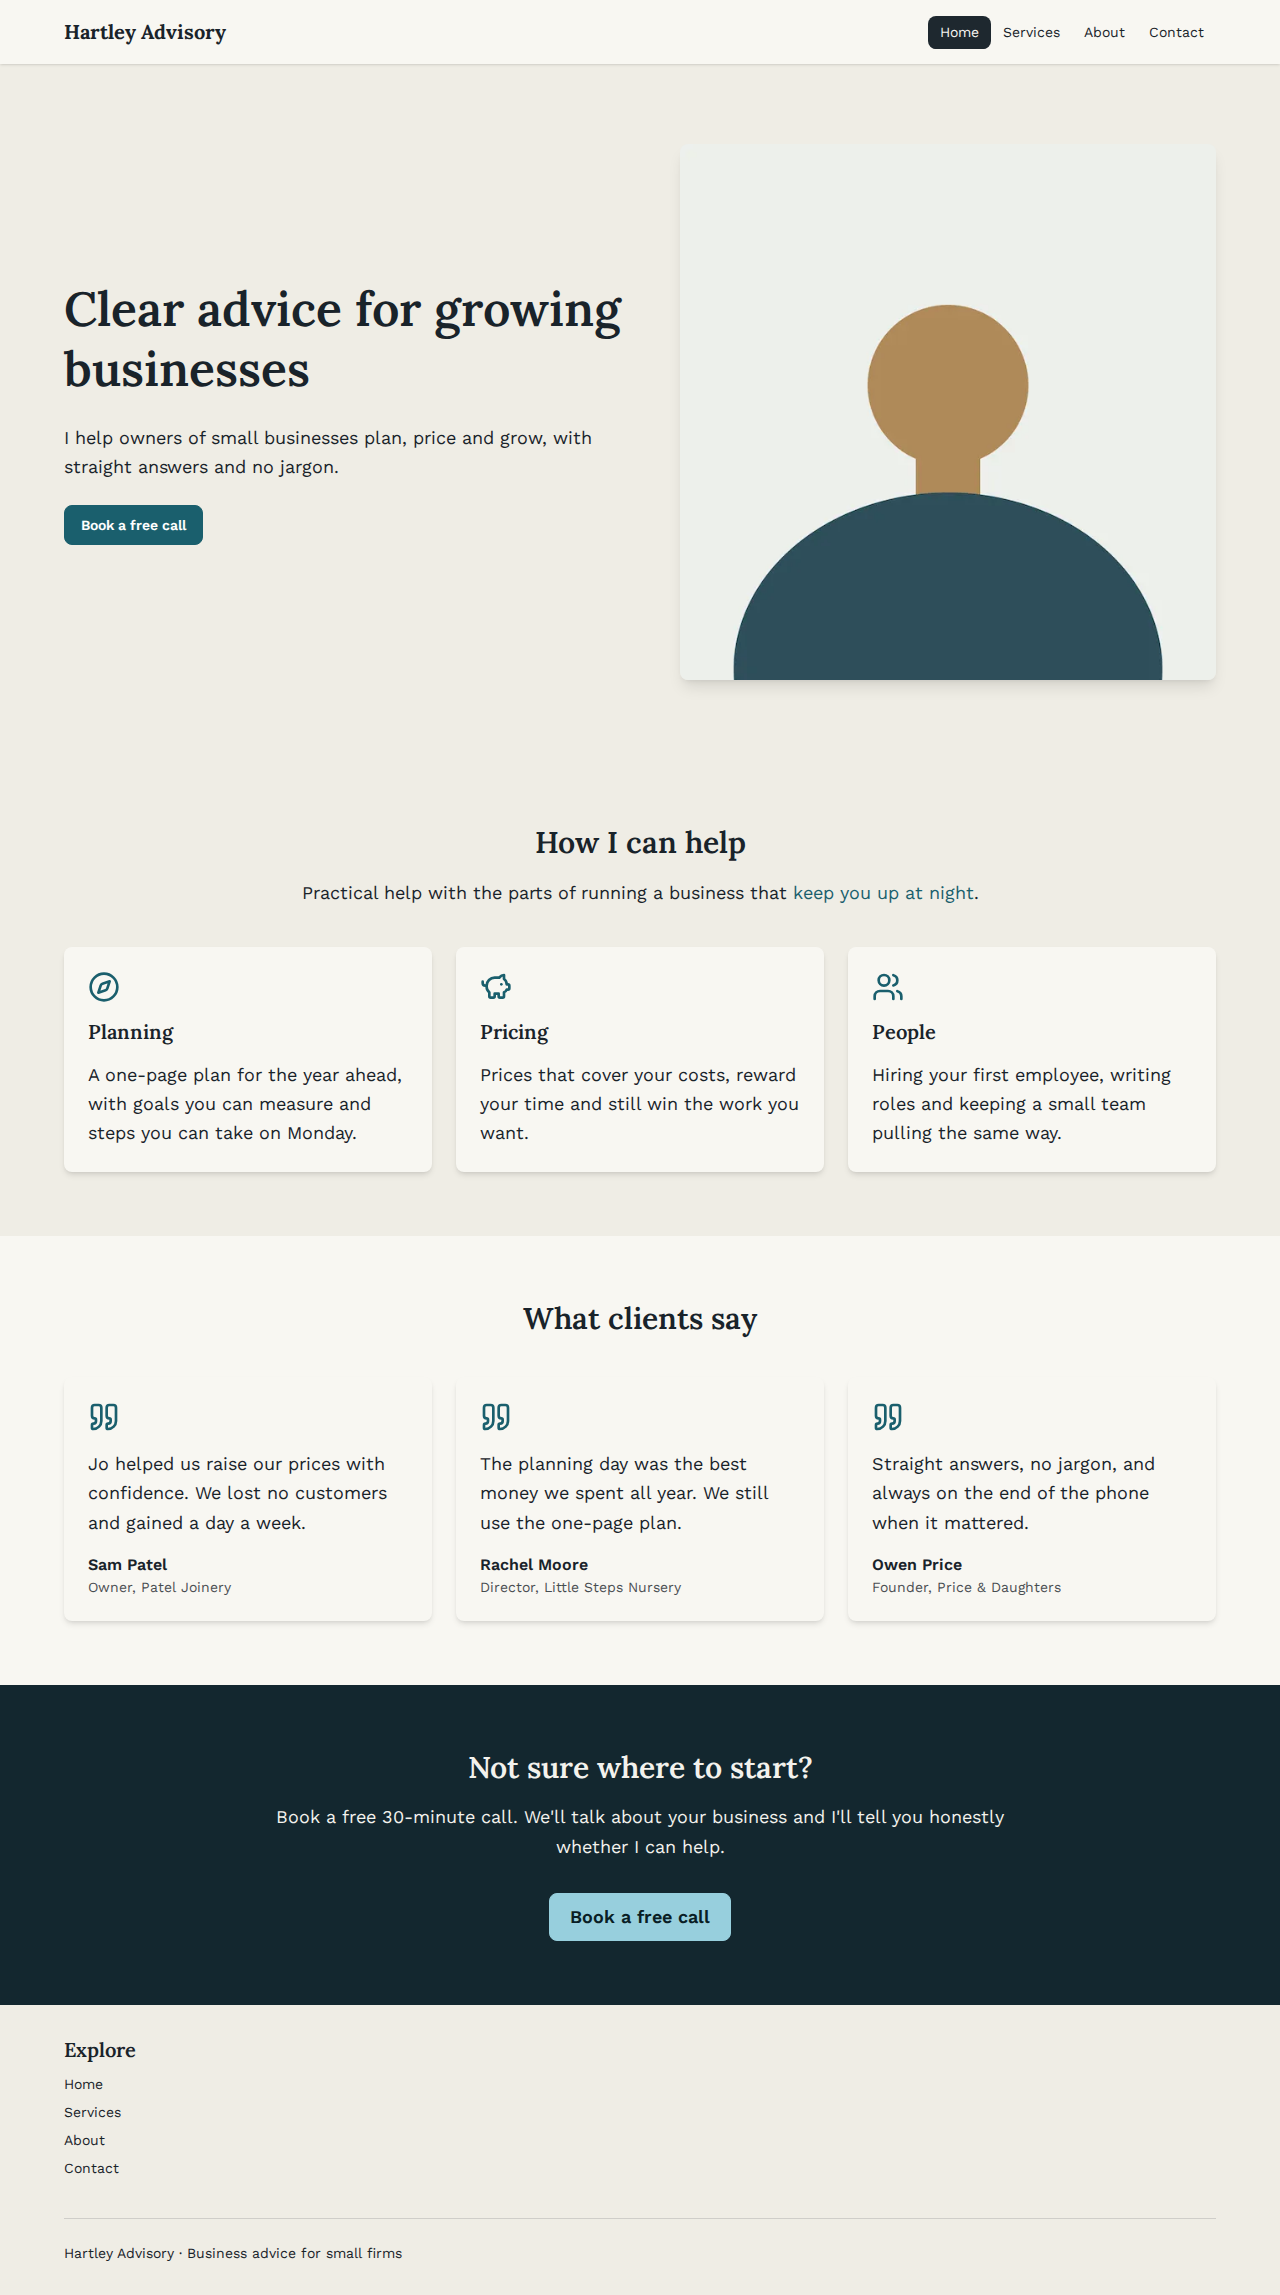 Hartley Advisory
Home Services About Contact
Clear advice for growing
businesses
I help owners of small businesses plan, price and grow, with
straight answers and no jargon.
Book a free call
How I can help
Practical help with the parts of running a business that keep you up at night.
Planning
A one-page plan for the year ahead,
with goals you can measure and
steps you can take on Monday.
Pricing
Prices that cover your costs, reward
your time and still win the work you
want.
People
Hiring your first employee, writing
roles and keeping a small team
pulling the same way.
What clients say
Jo helped us raise our prices with
confidence. We lost no customers
and gained a day a week.
Sam Patel
Owner, Patel Joinery
The planning day was the best
money we spent all year. We still
use the one-page plan.
Rachel Moore
Director, Little Steps Nursery
Straight answers, no jargon, and
always on the end of the phone
when it mattered.
Owen Price
Founder, Price & Daughters
Not sure where to start?
Book a free 30-minute call. We'll talk about your business and I'll tell you honestly
whether I can help.
Book a free call
Explore
Home
Services
About
Contact
Hartley Advisory · Business advice for small firms